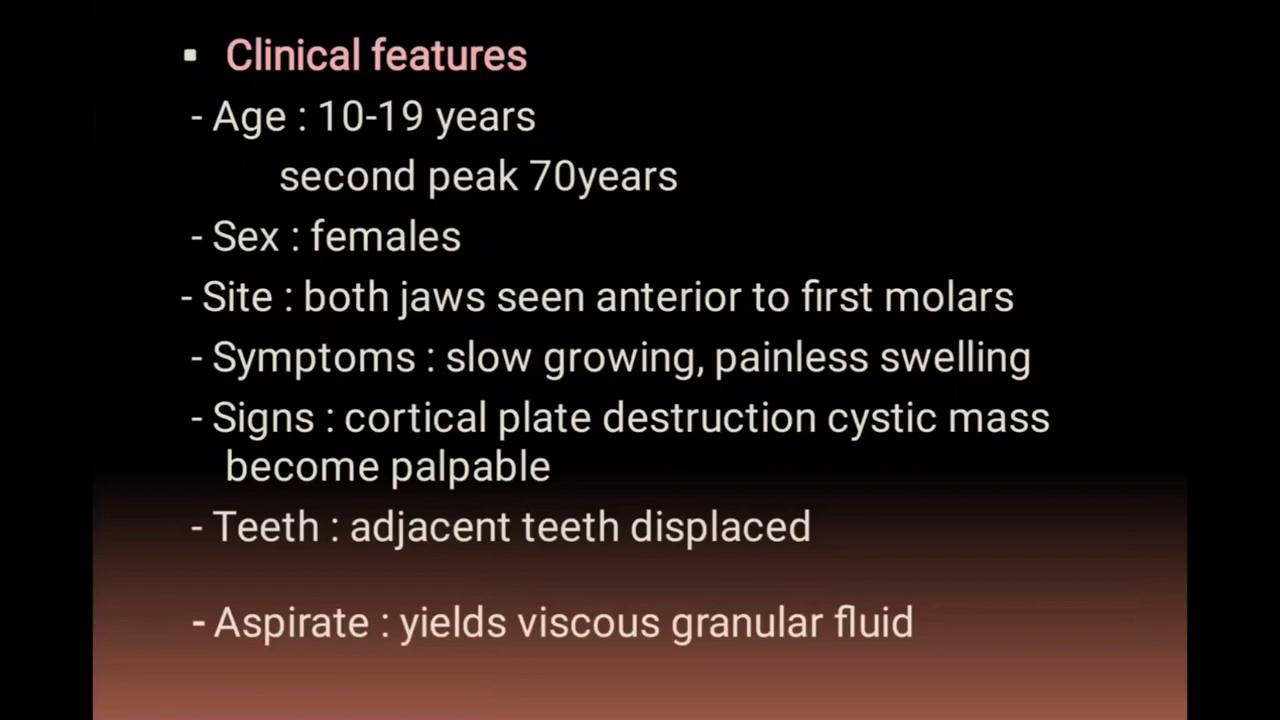 ▪ Clinical features
- Age : 10-19 years
second peak 70years
- Sex : females
- Site : both jaws seen anterior to first molars
- Symptoms : slow growing, painless swelling
- Signs : cortical plate destruction cystic mass
become palpable
- Teeth : adjacent teeth displaced
- Aspirate : yields viscous granular fluid